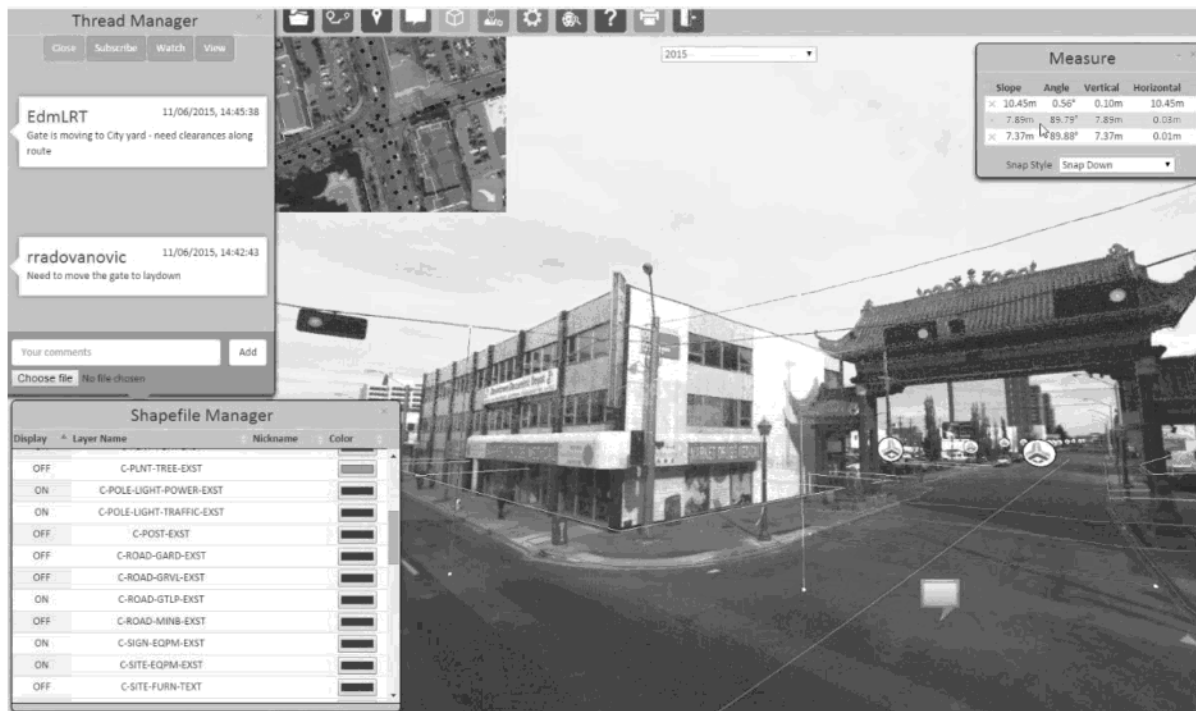 Thread Manager
Close Subscribe Watch View
EdmLRT 11/06/2015, 14:45:38
Gate is moving to City yard - need clearances along
route
rradovanovic 11/06/2015, 14:42:43
Need to move the gate to laydown
Your comments Add
Choose file No file chosen
2015
Measure
Slope Angle Vertical Horizontal
10.45m 0.56° 0.10m 10.45m
7.89m 89.79° 7.89m 0.03m
7.37m 89.88° 7.37m 0.01m
Snap Style Snap Down
Shapefile Manager
Display Layer Name Nickname Color
OFF C-PLNT-TREE-EXST
ON C-POLE-LIGHT-POWER-EXST
ON C-POLE-LIGHT-TRAFFIC-EXST
OFF C-POST-EXST
OFF C-ROAD-GARD-EXST
OFF C-ROAD-GRVL-EXST
ON C-ROAD-GTLP-EXST
OFF C-ROAD-MINB-EXST
ON C-SIGN-EQPM-EXST
ON C-SITE-EQPM-EXST
OFF C-SITE-FURN-TEXT